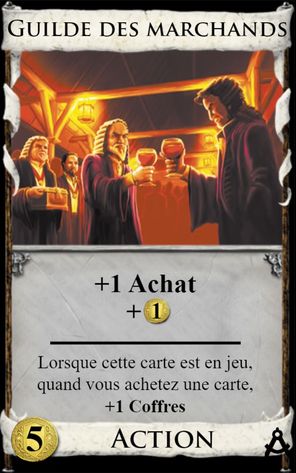 Guilde des marchands
+1 Achat
+ 1
Lorsque cette carte est en jeu,
quand vous achetez une carte,
+1 Coffres
5 Action